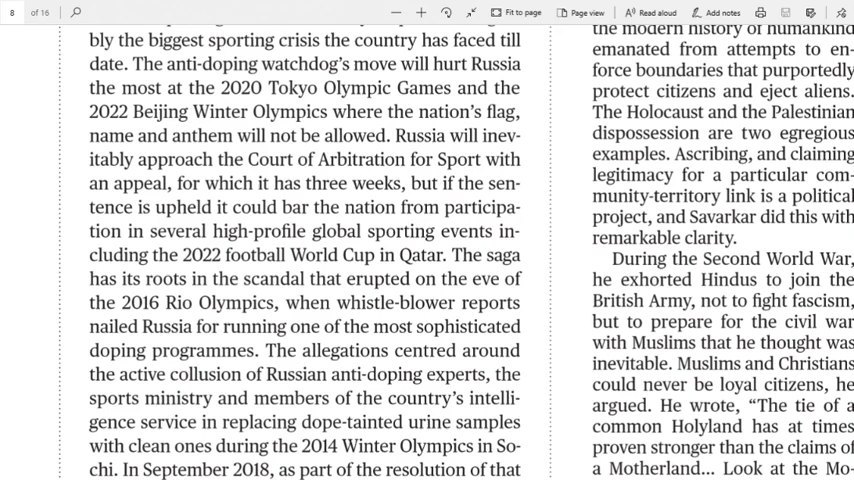 8 of 16
Fit to page
Page view
Read aloud
Add notes
bly the biggest sporting crisis the country has faced till
date. The anti-doping watchdog's move will hurt Russia
the most at the 2020 Tokyo Olympic Games and the
2022 Beijing Winter Olympics where the nation's flag,
name and anthem will not be allowed. Russia will inev-
itably approach the Court of Arbitration for Sport with
an appeal, for which it has three weeks, but if the sen-
tence is upheld it could bar the nation from participa-
tion in several high-profile global sporting events in-
cluding the 2022 football World Cup in Qatar. The saga
has its roots in the scandal that erupted on the eve of
the 2016 Rio Olympics, when whistle-blower reports
nailed Russia for running one of the most sophisticated
doping programmes. The allegations centred around
the active collusion of Russian anti-doping experts, the
sports ministry and members of the country's intelli-
gence service in replacing dope-tainted urine samples
with clean ones during the 2014 Winter Olympics in So-
chi. In September 2018, as part of the resolution of that
the modern history of humankind
emanated from attempts to en-
force boundaries that purportedly
protect citizens and eject aliens.
The Holocaust and the Palestinian
dispossession are two egregious
examples. Ascribing, and claiming
legitimacy for a particular com-
munity-territory link is a political
project, and Savarkar did this with
remarkable clarity.
During the Second World War,
he exhorted Hindus to join the
British Army, not to fight fascism,
but to prepare for the civil war
with Muslims that he thought was
inevitable. Muslims and Christians
could never be loyal citizens, he
argued. He wrote, “The tie of a
common Holyland has at times
proven stronger than the claims of
a Motherland... Look at the Mo-